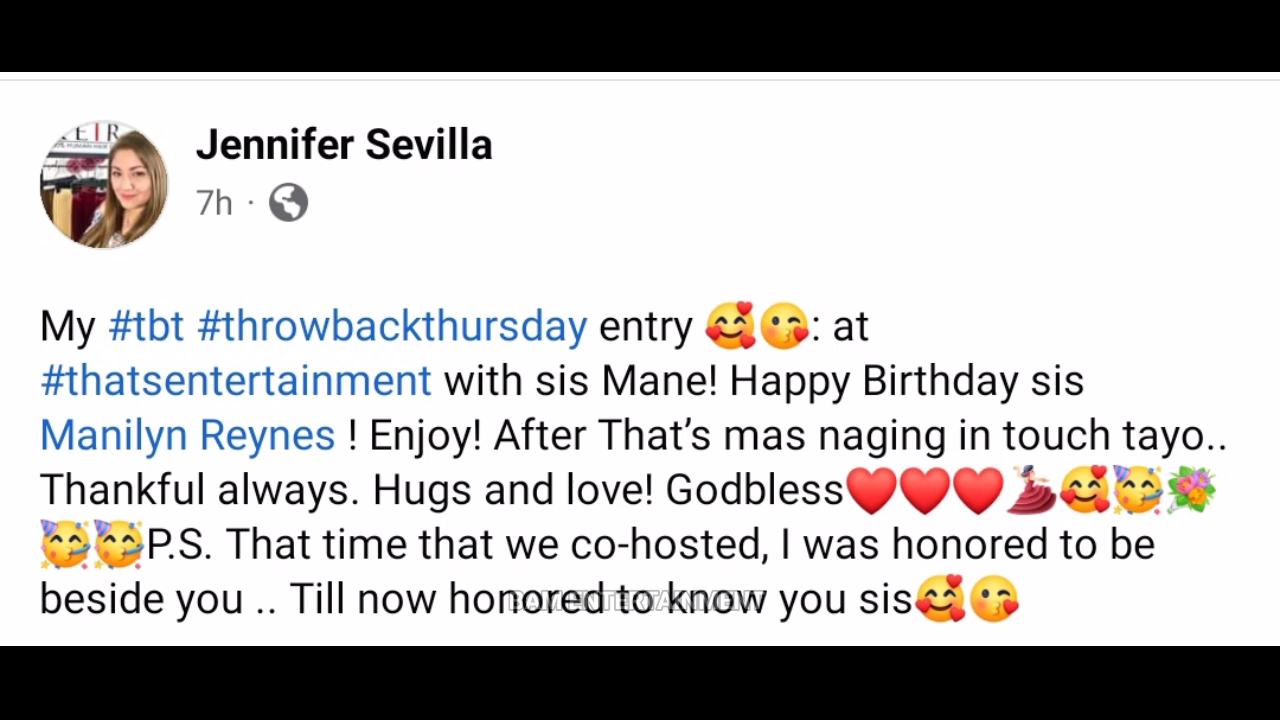 Jennifer Sevilla
7h ·
My #tbt #throwbackthursday entry 🥰😘: at
#thatsentertainment with sis Mane! Happy Birthday sis
Manilyn Reynes ! Enjoy! After That’s mas naging in touch tayo..
Thankful always. Hugs and love! Godbless❤️❤️❤️💃🥰🥳💐
🥳🥳P.S. That time that we co-hosted, I was honored to be
beside you .. Till now honored to know you sis🥰😘
BAM ENTERTAINMENT